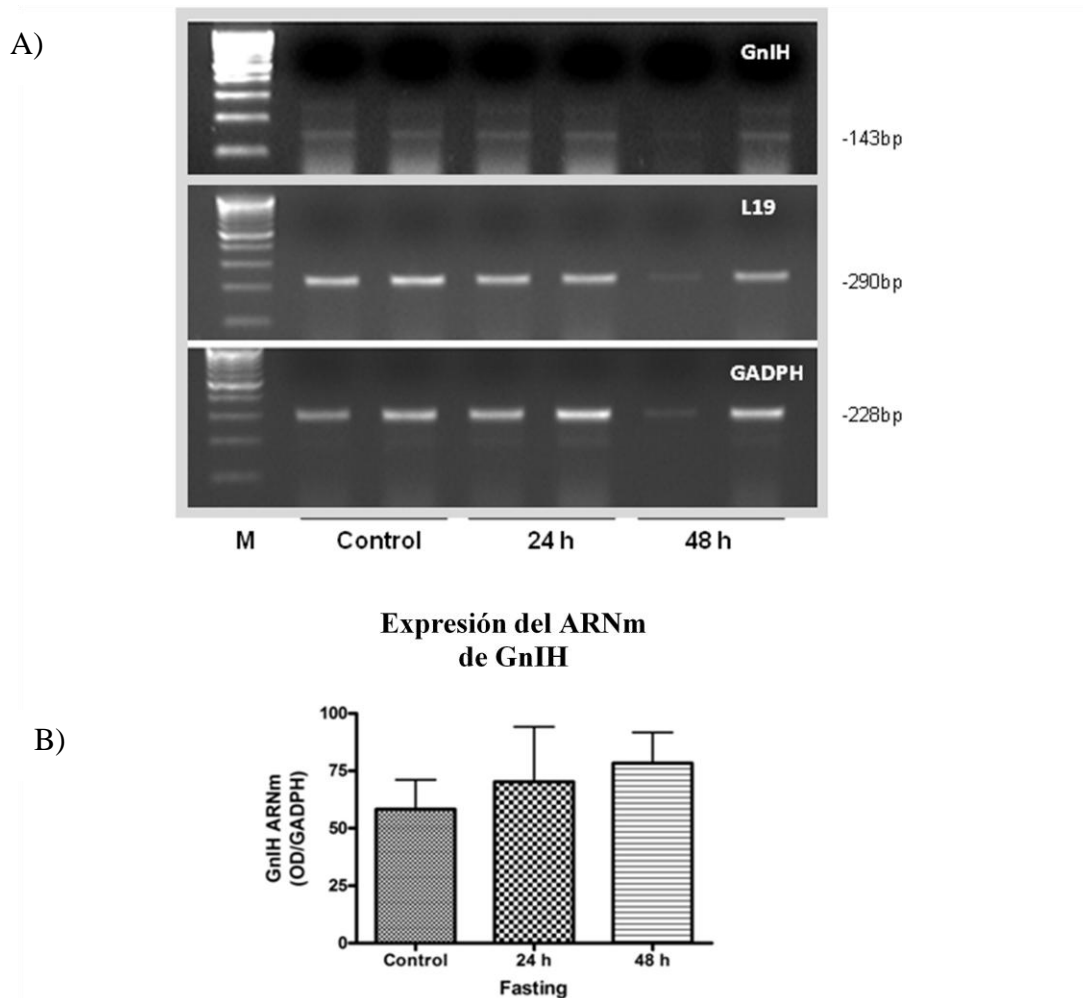 A)
GnIH
-143bp
L19
-290bp
GADPH
-228bp
M Control 24 h 48 h
Expresión del ARNm
de GnIH
B)
GnIH ARNm
(OD/GADPH)
100
75
50
25
0
Control 24 h 48 h
Fasting